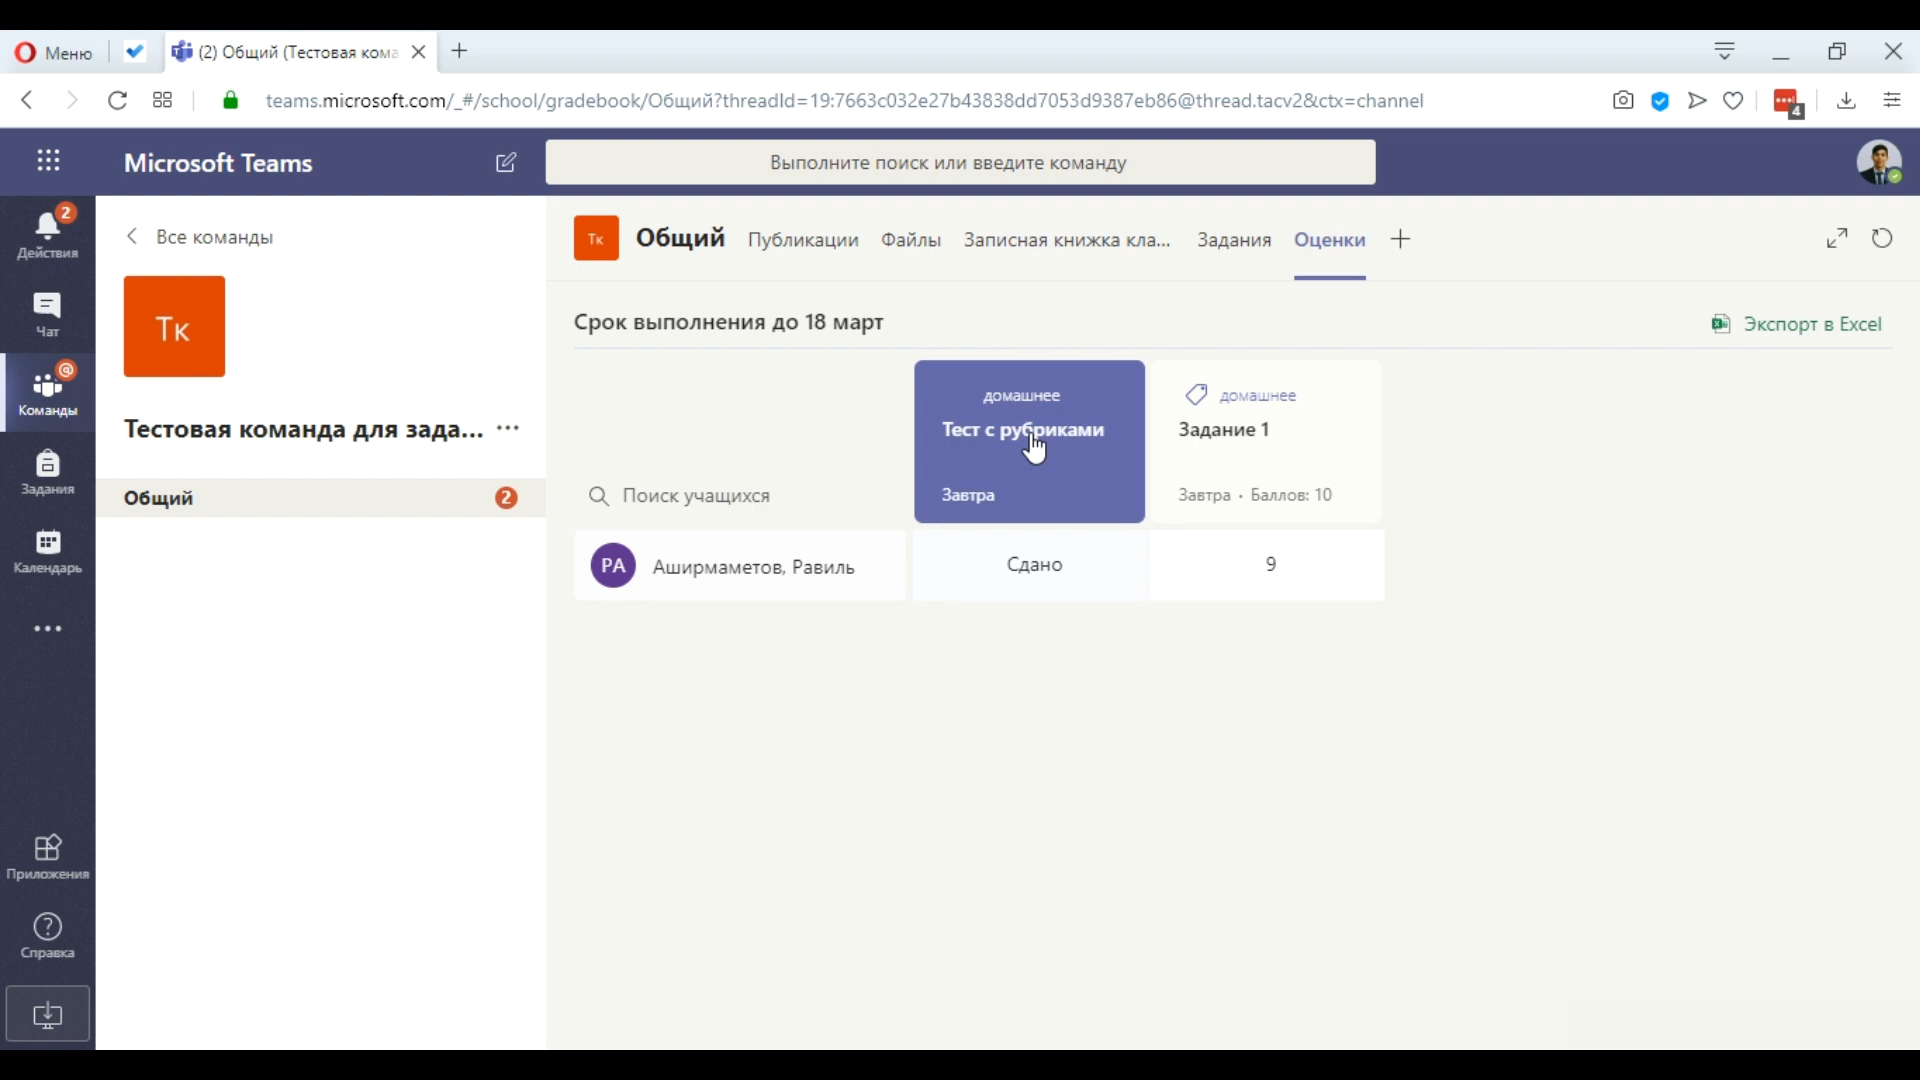 Меню
(2) Общий (Тестовая кома
teams.microsoft.com/_#/school/gradebook/Общий?threadId=19:7663c032e27b43838dd7053d9387eb86@thread.tacv2&ctx=channel
4
Microsoft Teams
Выполните поиск или введите команду
2
Действия
Чат
@
Команды
Задания
Календарь
Приложения
Справка
Все команды
Тк
Тестовая команда для зада...
Общий
2
Тк
Общий Публикации Файлы Записная книжка кла... Задания Оценки
Срок выполнения до 18 март
Экспорт в Excel
домашнее
Тест с рубриками
Завтра
домашнее
Задание 1
Завтра · Баллов: 10
Поиск учащихся
РА Аширмаметов, Равиль Сдано 9